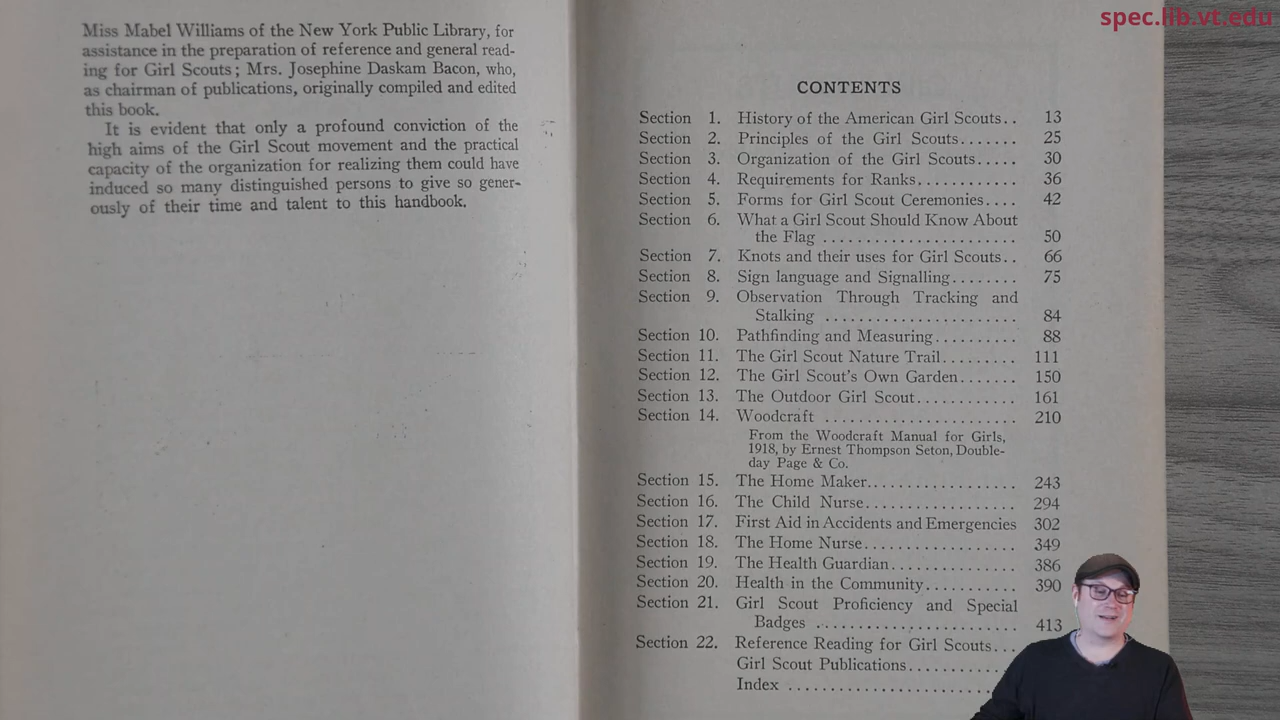 spec.lib.vt.edu
Miss Mabel Williams of the New York Public Library, for
assistance in the preparation of reference and general read-
ing for Girl Scouts; Mrs. Josephine Daskam Bacon, who,
as chairman of publications, originally compiled and edited
this book.
It is evident that only a profound conviction of the
high aims of the Girl Scout movement and the practical
capacity of the organization for realizing them could have
induced so many distinguished persons to give so gener-
ously of their time and talent to this handbook.
CONTENTS
Section 1. History of the American Girl Scouts.. 13
Section 2. Principles of the Girl Scouts....... 25
Section 3. Organization of the Girl Scouts..... 30
Section 4. Requirements for Ranks............ 36
Section 5. Forms for Girl Scout Ceremonies.... 42
Section 6. What a Girl Scout Should Know About
the Flag ....................... 50
Section 7. Knots and their uses for Girl Scouts.. 66
Section 8. Sign language and Signalling........ 75
Section 9. Observation Through Tracking and
Stalking ....................... 84
Section 10. Pathfinding and Measuring.......... 88
Section 11. The Girl Scout Nature Trail......... 111
Section 12. The Girl Scout's Own Garden....... 150
Section 13. The Outdoor Girl Scout............ 161
Section 14. Woodcraft ....................... 210
From the Woodcraft Manual for Girls,
1918, by Ernest Thompson Seton, Double-
day Page & Co.
Section 15. The Home Maker.................. 243
Section 16. The Child Nurse.................. 294
Section 17. First Aid in Accidents and Emergencies 302
Section 18. The Home Nurse.................. 349
Section 19. The Health Guardian............... 386
Section 20. Health in the Community........... 390
Section 21. Girl Scout Proficiency and Special
Badges ........................ 413
Section 22. Reference Reading for Girl Scouts...
Girl Scout Publications..........
Index ........................